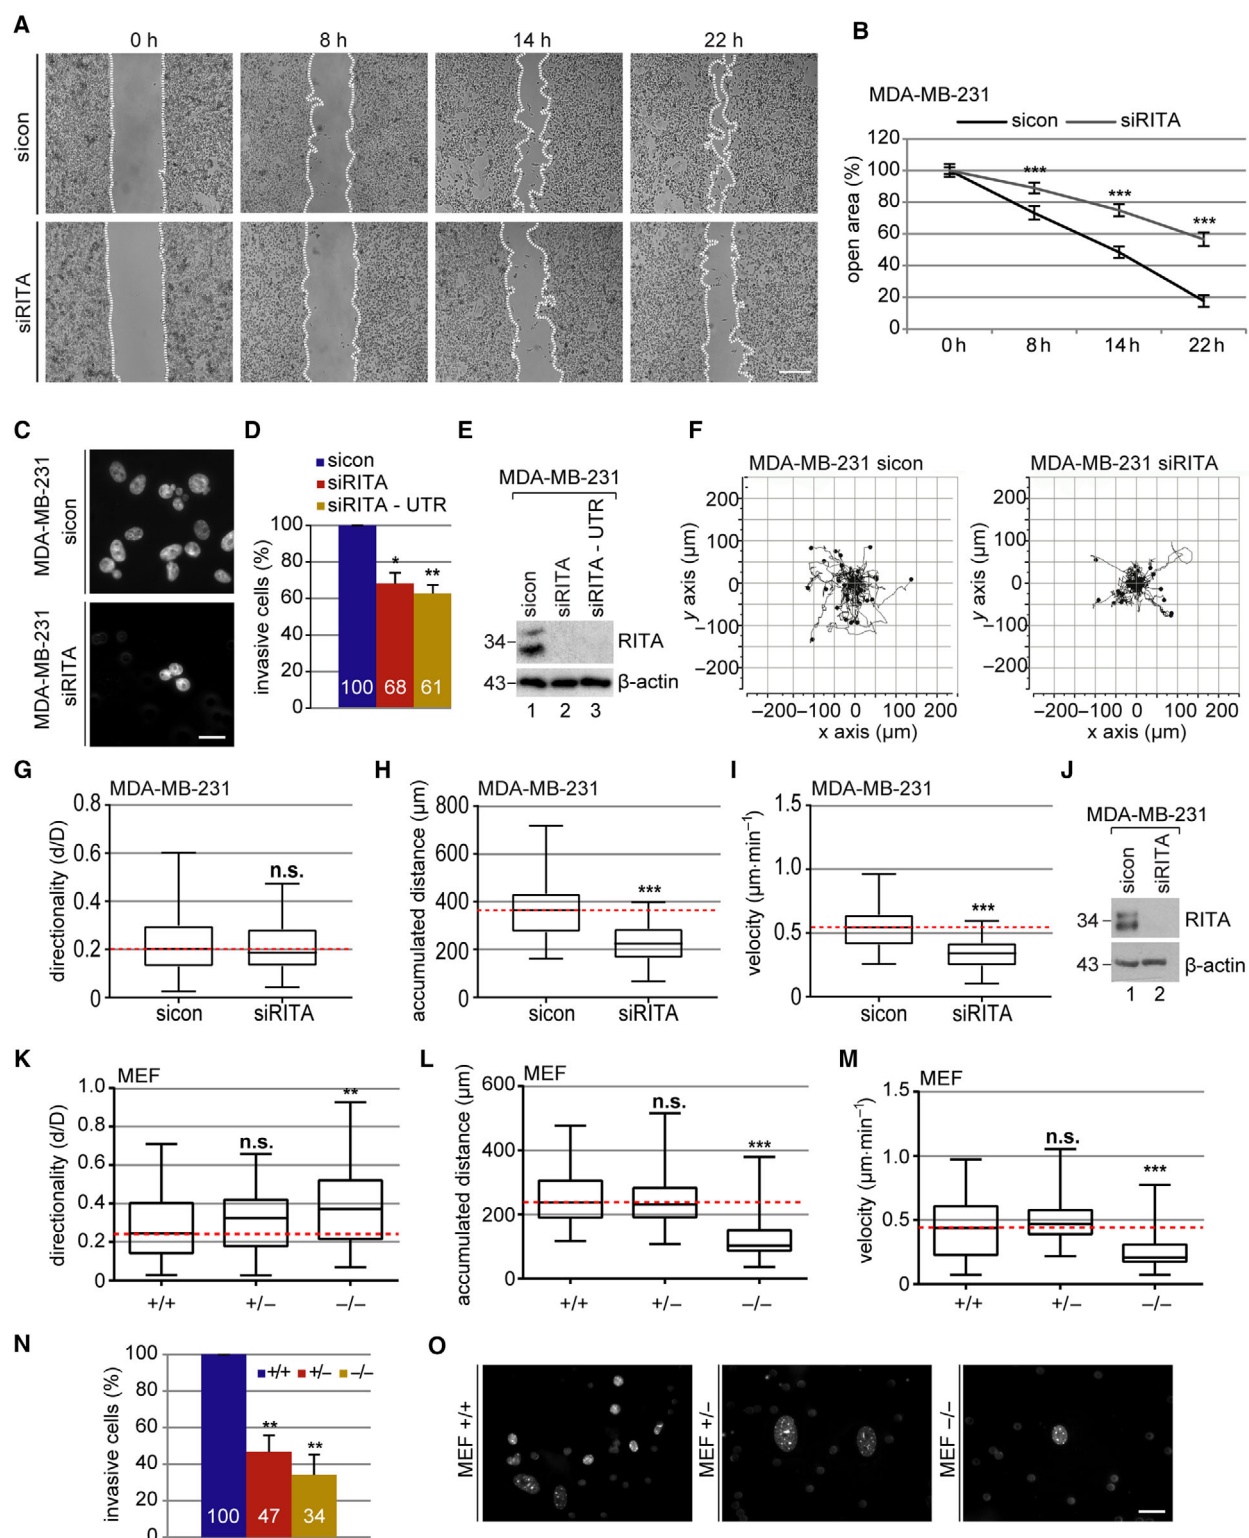 A
0 h
8 h
14 h
22 h
sicon
siRITA
B
MDA-MB-231
sicon
siRITA
open area (%)
120
100
80
60
40
20
0
***
***
***
0 h
8 h
14 h
22 h
C
MDA-MB-231
sicon
MDA-MB-231
siRITA
D
sicon
siRITA
siRITA - UTR
invasive cells (%)
100
80
60
40
20
0
*
**
100
68
61
E
MDA-MB-231
sicon
siRITA
siRITA - UTR
34
RITA
43
β-actin
1 2 3
F
MDA-MB-231 sicon
y axis (µm)
200
100
0
−100
−200
−200−100 0 100 200
x axis (µm)
MDA-MB-231 siRITA
y axis (µm)
200
100
0
−100
−200
−200−100 0 100 200
x axis (µm)
G
MDA-MB-231
directionality (d/D)
0.8
0.6
0.4
0.2
0
n.s.
sicon
siRITA
H
MDA-MB-231
accumulated distance (µm)
800
600
400
200
0
***
sicon
siRITA
I
MDA-MB-231
velocity (µm·min−1)
1.5
1.0
0.5
0
***
sicon
siRITA
J
MDA-MB-231
sicon
siRITA
34
RITA
43
β-actin
1 2
K
MEF
directionality (d/D)
1.0
0.8
0.6
0.4
0.2
0
n.s.
**
+/+
+/−
−/−
L
MEF
accumulated distance (µm)
600
400
200
0
n.s.
***
+/+
+/−
−/−
M
MEF
velocity (µm·min−1)
1.5
1.0
0.5
0
n.s.
***
+/+
+/−
−/−
N
invasive cells (%)
100
80
60
40
20
0
+/+ +/− −/−
**
**
100
47
34
O
MEF +/+
MEF +/−
MEF −/−